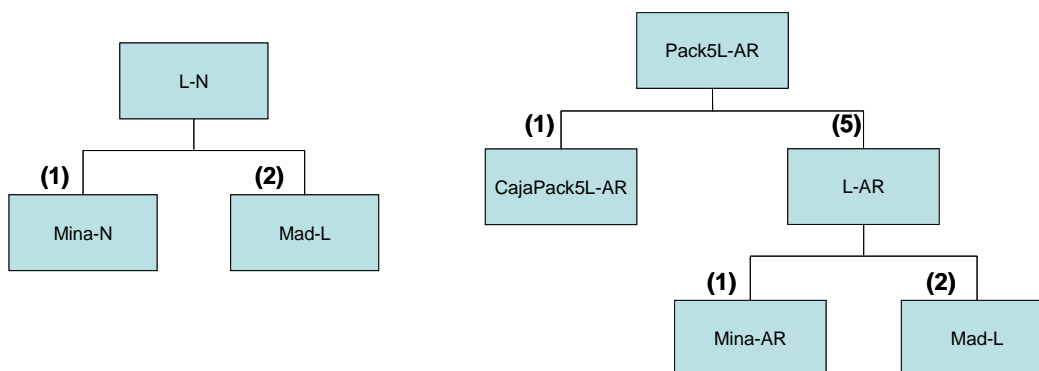 L-N
(1)
(2)
Mina-N
Mad-L
Pack5L-AR
(1)
(5)
CajaPack5L-AR
L-AR
(1)
(2)
Mina-AR
Mad-L